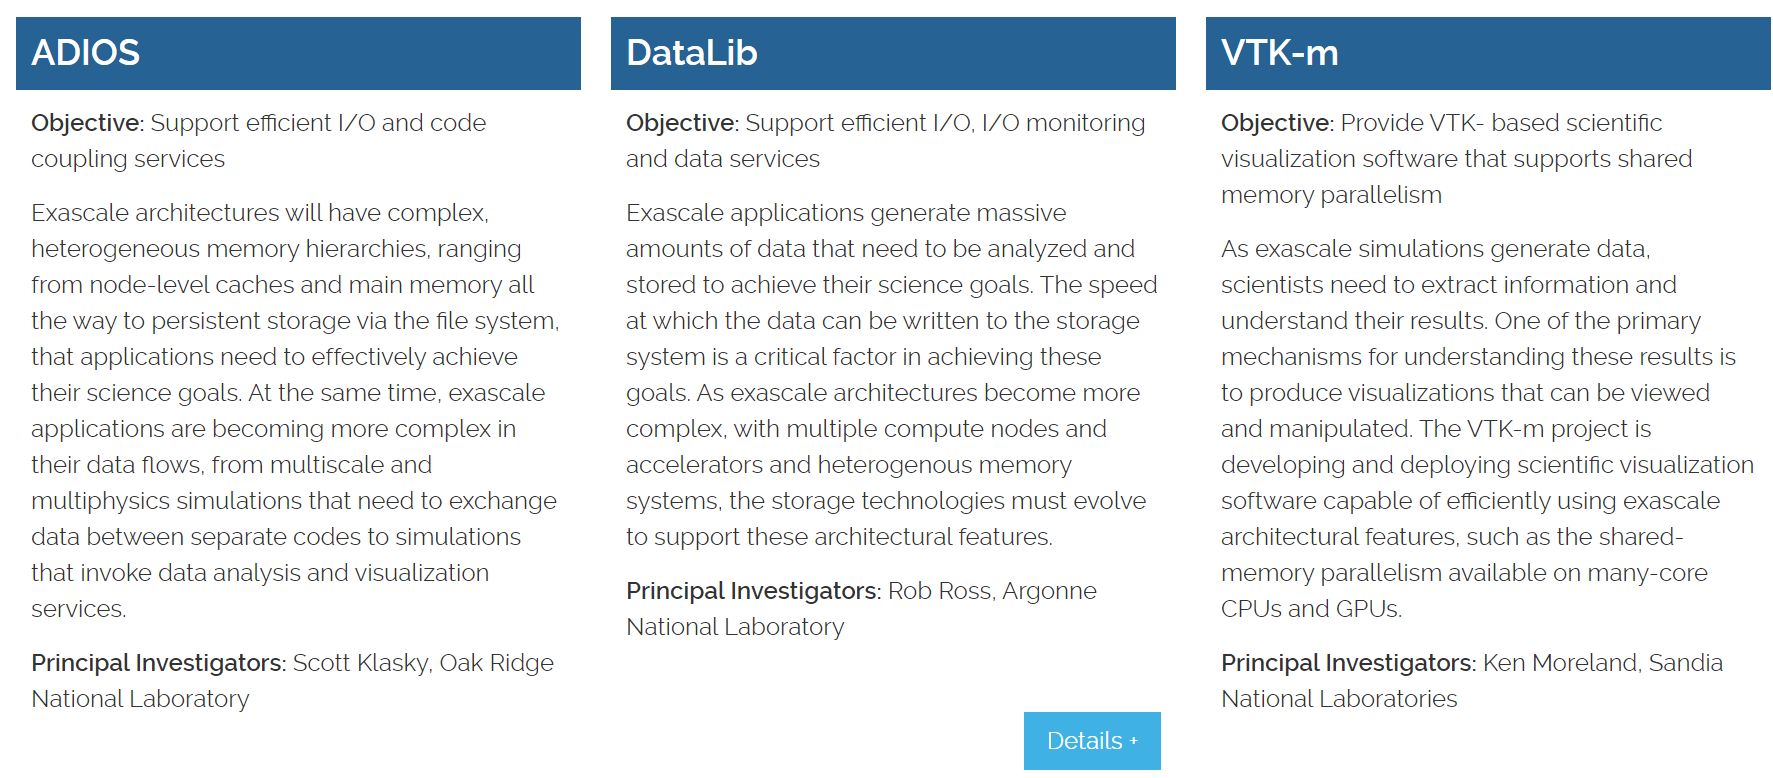 ADIOS
Objective: Support efficient I/O and code
coupling services
Exascale architectures will have complex,
heterogeneous memory hierarchies, ranging
from node-level caches and main memory all
the way to persistent storage via the file system,
that applications need to effectively achieve
their science goals. At the same time, exascale
applications are becoming more complex in
their data flows, from multiscale and
multiphysics simulations that need to exchange
data between separate codes to simulations
that invoke data analysis and visualization
services.
Principal Investigators: Scott Klasky, Oak Ridge
National Laboratory
DataLib
Objective: Support efficient I/O, I/O monitoring
and data services
Exascale applications generate massive
amounts of data that need to be analyzed and
stored to achieve their science goals. The speed
at which the data can be written to the storage
system is a critical factor in achieving these
goals. As exascale architectures become more
complex, with multiple compute nodes and
accelerators and heterogenous memory
systems, the storage technologies must evolve
to support these architectural features.
Principal Investigators: Rob Ross, Argonne
National Laboratory
Details +
VTK-m
Objective: Provide VTK- based scientific
visualization software that supports shared
memory parallelism
As exascale simulations generate data,
scientists need to extract information and
understand their results. One of the primary
mechanisms for understanding these results is
to produce visualizations that can be viewed
and manipulated. The VTK-m project is
developing and deploying scientific visualization
software capable of efficiently using exascale
architectural features, such as the shared-
memory parallelism available on many-core
CPUs and GPUs.
Principal Investigators: Ken Moreland, Sandia
National Laboratories